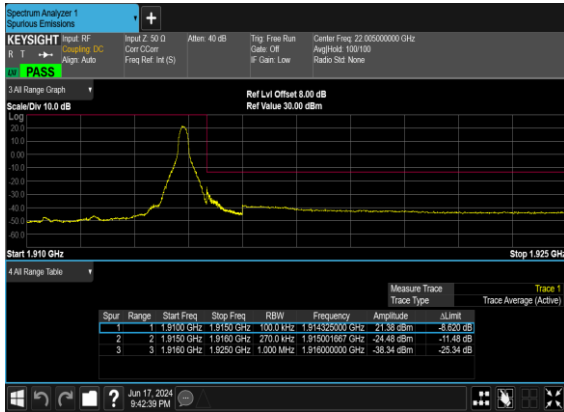 Spectrum Analyzer 1
Spurious Emissions
KEYSIGHT
R T
LXI PASS
Input: RF
Coupling: DC
Align: Auto
Input Z: 50 Ω
Corr CCorr
Freq Ref: Int (S)
Atten: 40 dB
Trig: Free Run
Gate: Off
IF Gain: Low
Center Freq: 22.005000000 GHz
Avg|Hold: 100/100
Radio Std: None
3 All Range Graph
Scale/Div 10.0 dB
Ref Lvl Offset 8.00 dB
Ref Value 30.00 dBm
Log
20.0
10.0
0.00
-10.0
-20.0
-30.0
-40.0
-50.0
-60.0
Start 1.910 GHz
Stop 1.925 GHz
4 All Range Table
Measure Trace Trace 1
Trace Type Trace Average (Active)
Spur Range Start Freq Stop Freq RBW Frequency Amplitude ΔLimit
1 1 1.9100 GHz 1.9150 GHz 100.0 kHz 1.914325000 GHz 21.38 dBm -8.620 dB
2 2 1.9150 GHz 1.9160 GHz 270.0 kHz 1.915001667 GHz -24.48 dBm -11.48 dB
3 3 1.9160 GHz 1.9250 GHz 1.000 MHz 1.916000000 GHz -38.34 dBm -25.34 dB
Jun 17, 2024
9:42:39 PM